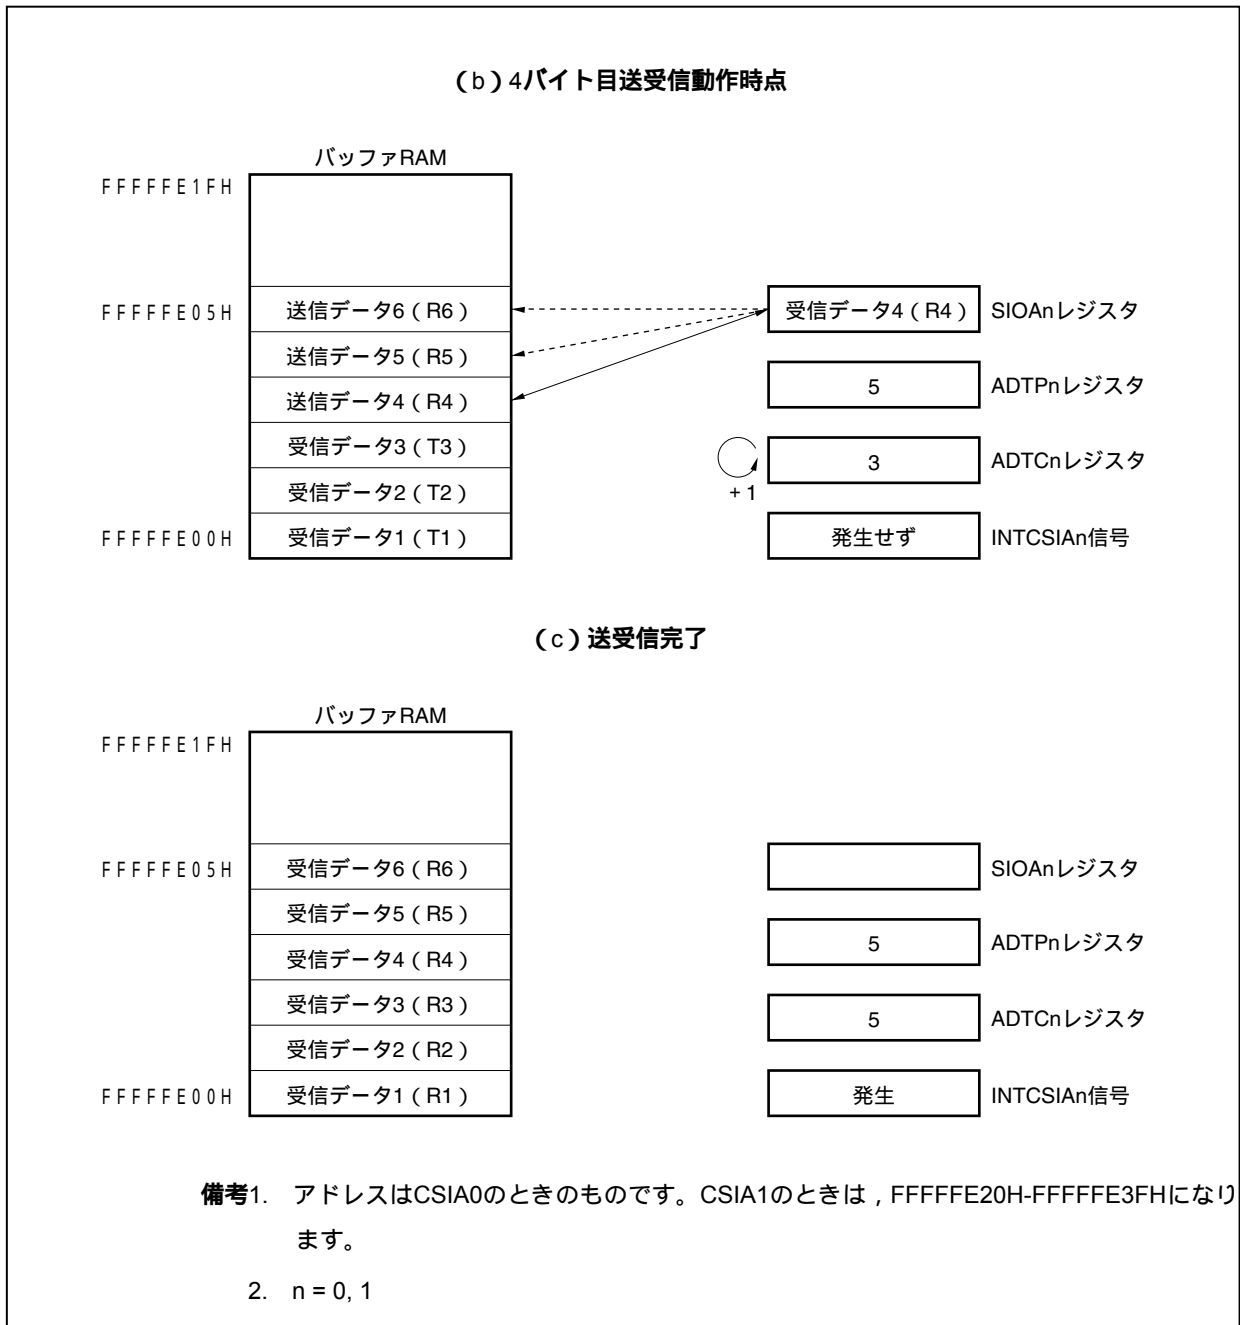 （b）4バイト目送受信動作時点
バッファRAM
FFFFFE1FH
FFFFFE05H 送信データ6（R6） 受信データ4（R4） SIOAnレジスタ
送信データ5（R5）
送信データ4（R4） 5 ADTPnレジスタ
受信データ3（T3） 3 ADTCnレジスタ
+1
受信データ2（T2）
FFFFFE00H 受信データ1（T1） 発生せず INTCSIAn信号
（c）送受信完了
バッファRAM
FFFFFE1FH
FFFFFE05H 受信データ6（R6） SIOAnレジスタ
受信データ5（R5）
受信データ4（R4） 5 ADTPnレジスタ
受信データ3（R3） 5 ADTCnレジスタ
受信データ2（R2）
FFFFFE00H 受信データ1（R1） 発生 INTCSIAn信号
備考1. アドレスはCSIA0のときのものです。CSIA1のときは，FFFFFE20H-FFFFFE3FHになり
ます。
2. n = 0, 1